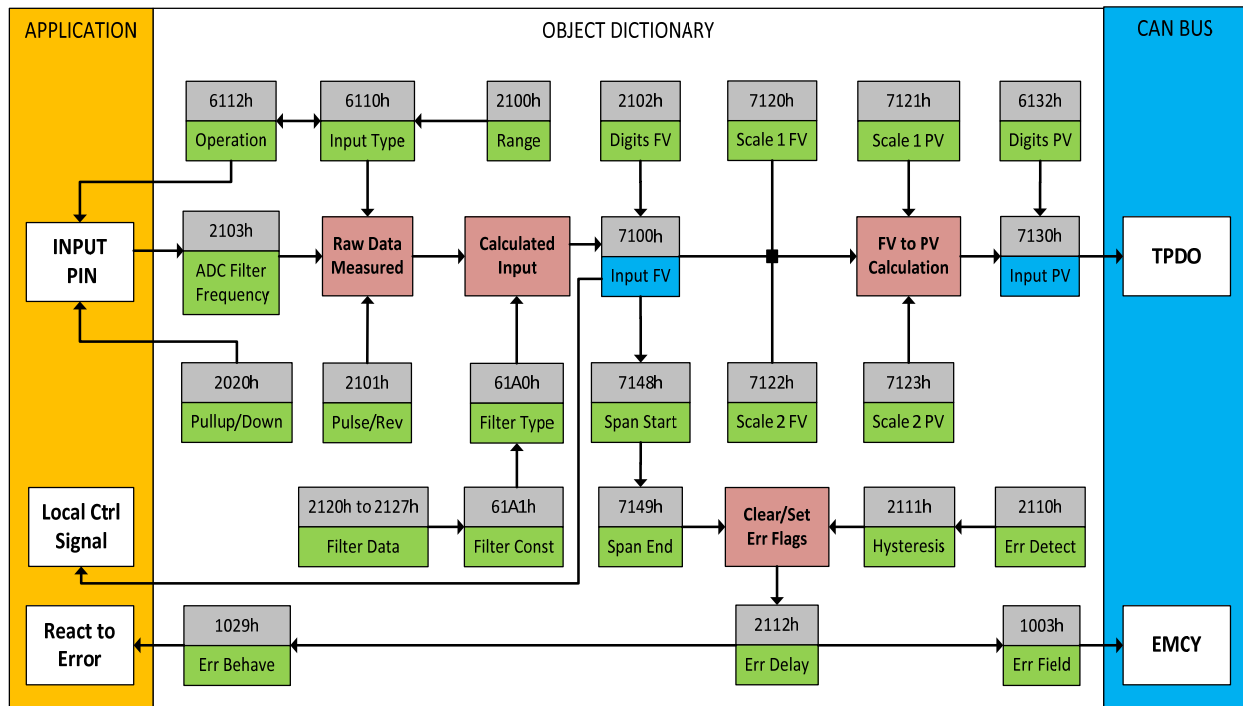 APPLICATION
OBJECT DICTIONARY
CAN BUS
6112h
Operation
6110h
Input Type
2100h
Range
2102h
Digits FV
7120h
Scale 1 FV
7121h
Scale 1 PV
6132h
Digits PV
INPUT
PIN
2103h
ADC Filter
Frequency
Raw Data
Measured
Calculated
Input
7100h
Input FV
FV to PV
Calculation
7130h
Input PV
TPDO
2020h
Pullup/Down
2101h
Pulse/Rev
61A0h
Filter Type
7148h
Span Start
7122h
Scale 2 FV
7123h
Scale 2 PV
Local Ctrl
Signal
2120h to 2127h
Filter Data
61A1h
Filter Const
7149h
Span End
Clear/Set
Err Flags
2111h
Hysteresis
2110h
Err Detect
React to
Error
1029h
Err Behave
2112h
Err Delay
1003h
Err Field
EMCY